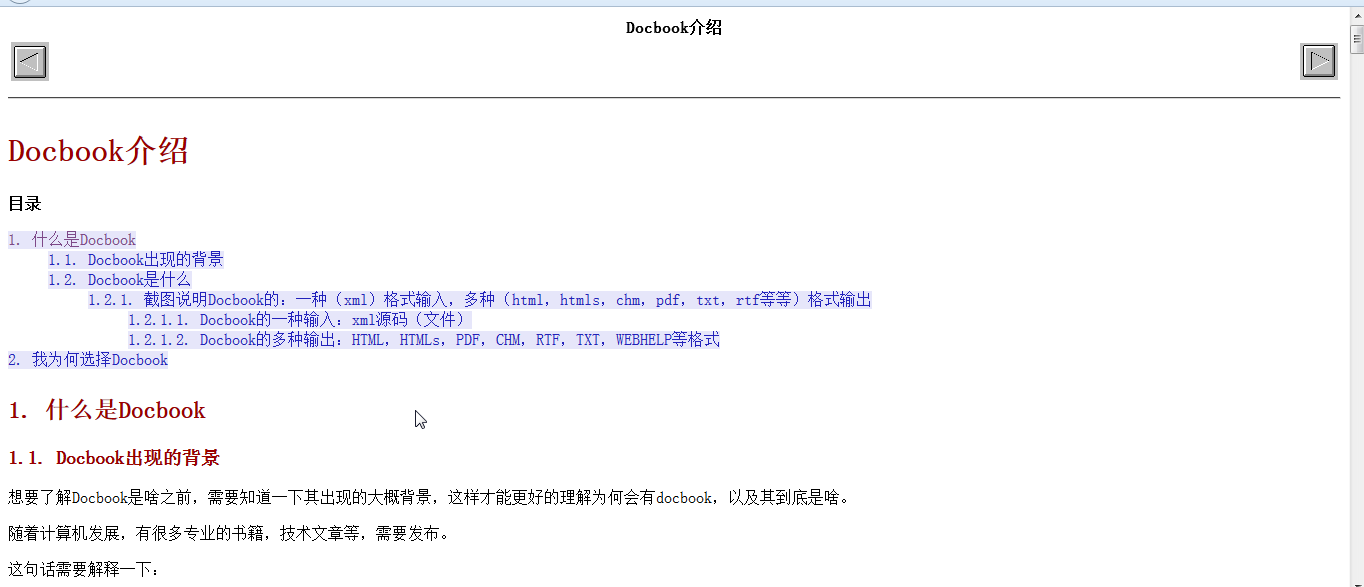 Docbook介绍
Docbook介绍
目录
1. 什么是Docbook
1.1. Docbook出现的背景
1.2. Docbook是什么
1.2.1. 截图说明Docbook的：一种（xml）格式输入，多种（html，htmls，chm，pdf，txt，rtf等等）格式输出
1.2.1.1. Docbook的一种输入：xml源码（文件）
1.2.1.2. Docbook的多种输出：HTML，HTMLs，PDF，CHM，RTF，TXT，WEBHELP等格式
2. 我为何选择Docbook
1. 什么是Docbook
1.1. Docbook出现的背景
想要了解Docbook是啥之前，需要知道一下其出现的大概背景，这样才能更好的理解为何会有docbook，以及其到底是啥。
随着计算机发展，有很多专业的书籍，技术文章等，需要发布。
这句话需要解释一下：